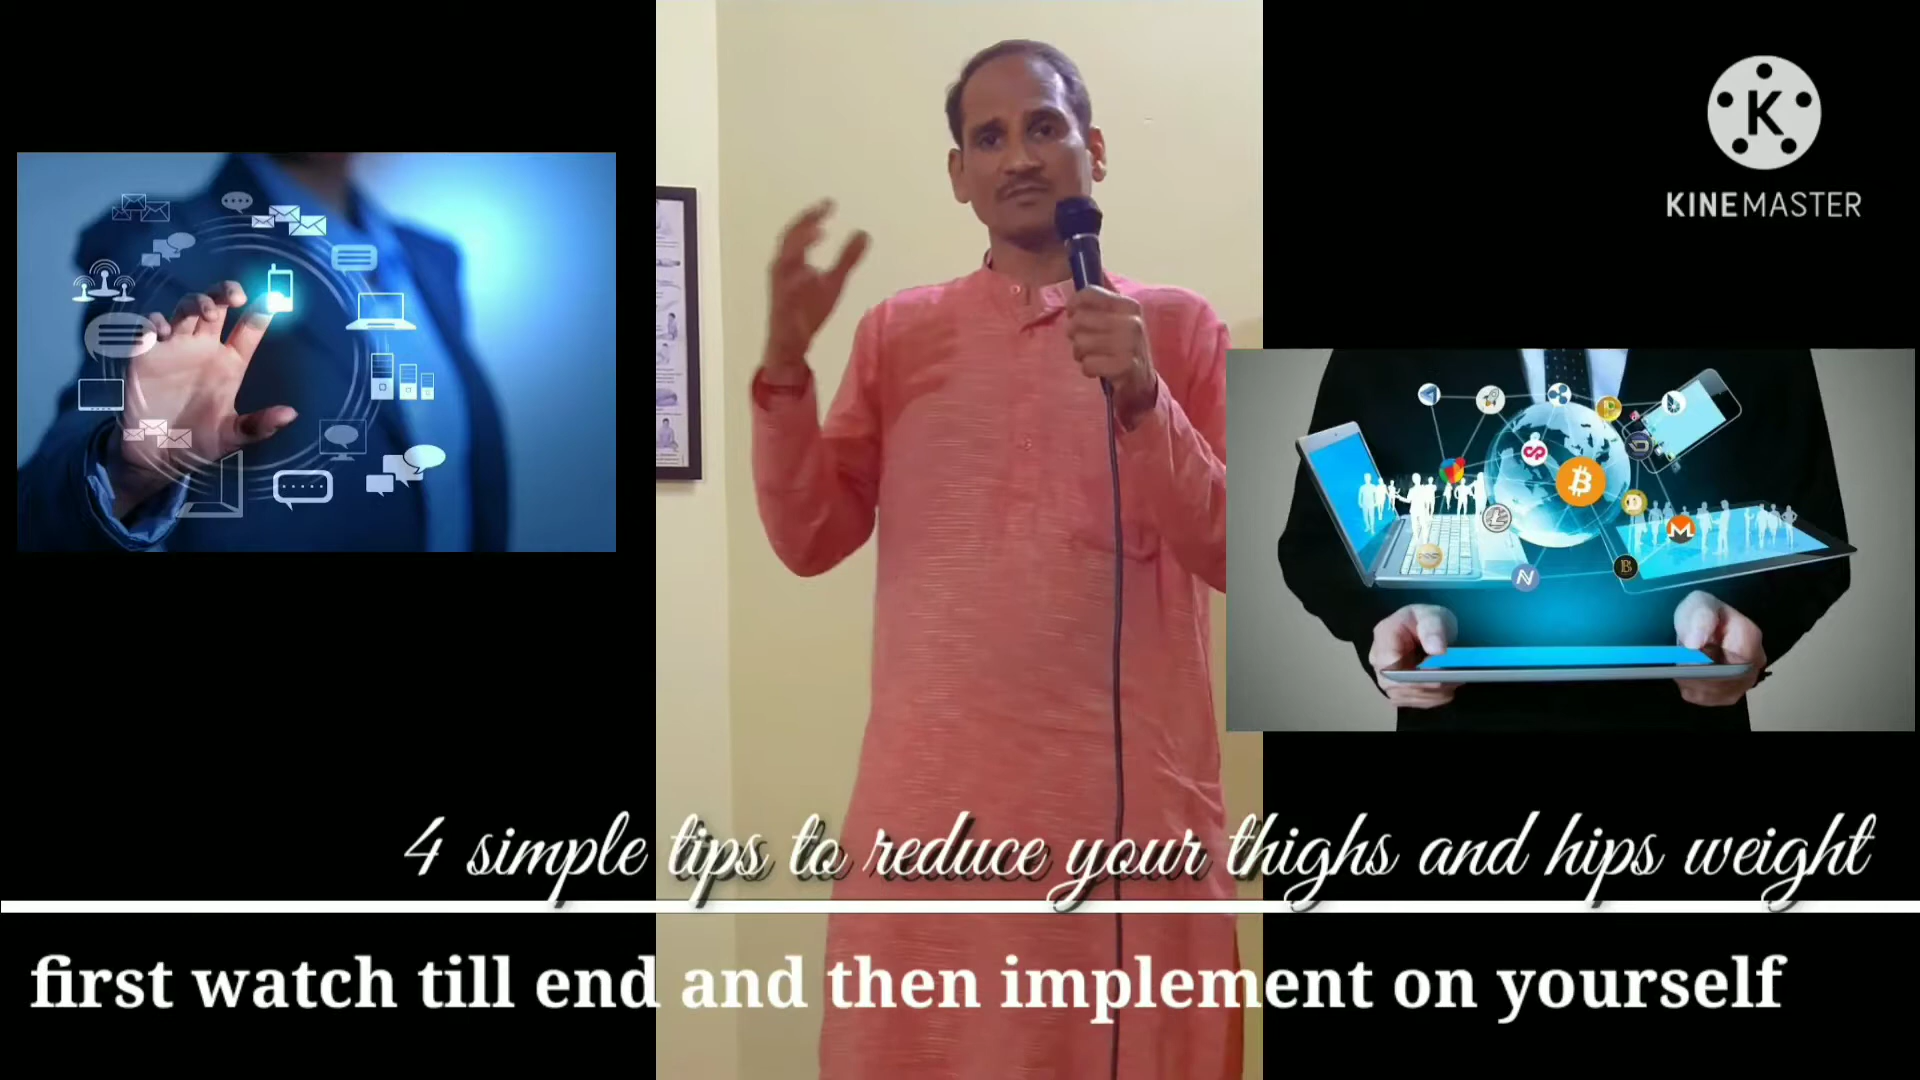 K
KINEMASTER
4 simple tips to reduce your thighs and hips weight
first watch till end and then implement on yourself